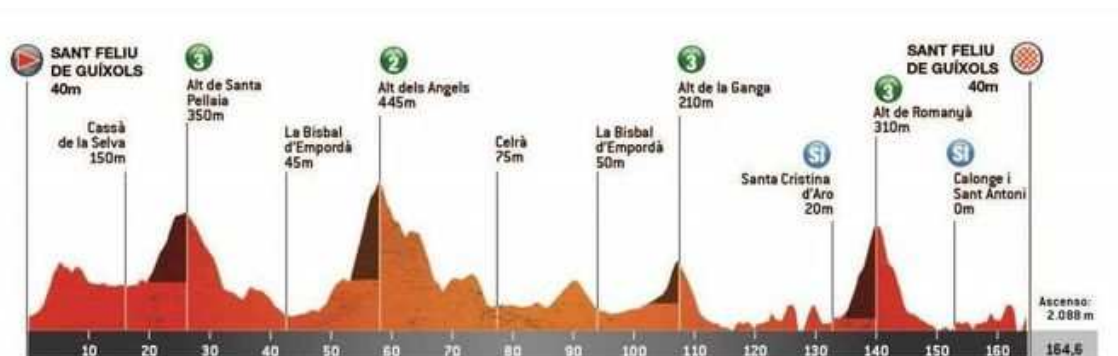 SANT FELIU
DE GUÍXOLS
40m
Cassà
de la Selva
150m
3
Alt de Santa
Pellaia
350m
La Bisbal
d'Empordà
45m
2
Alt dels Angels
445m
Celrà
75m
La Bisbal
d'Empordà
50m
3
Alt de la Ganga
210m
Santa Cristina
d'Aro
20m
SI
3
Alt de Romanyà
310m
SI
Calonge i
Sant Antoni
0m
SANT FELIU
DE GUÍXOLS
40m
Ascenso:
2.088 m
10 20 30 40 50 60 70 80 90 100 110 120 130 140 150 160 164,6